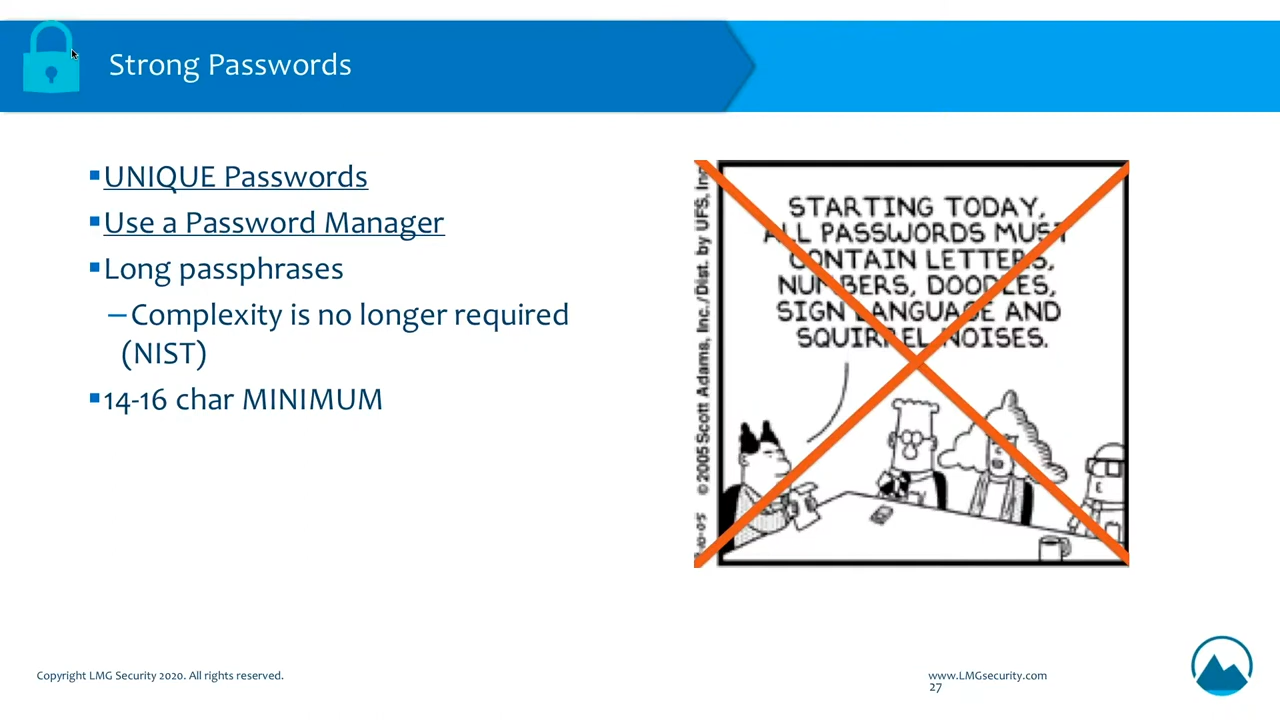 Strong Passwords
UNIQUE Passwords
Use a Password Manager
Long passphrases
–Complexity is no longer required
(NIST)
14-16 char MINIMUM
STARTING TODAY,
ALL PASSWORDS MUST
CONTAIN LETTERS,
NUMBERS, DOODLES,
SIGN LANGUAGE AND
SQUIRREL NOISES.
©2005 Scott Adams, Inc./Dist. by UFS, Inc
Copyright LMG Security 2020. All rights reserved.
www.LMGsecurity.com
27